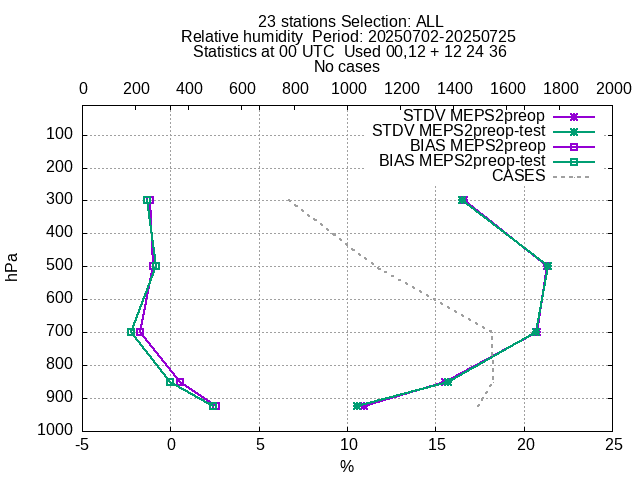 23 stations Selection: ALL
Relative humidity  Period: 20250702-20250725
Statistics at 00 UTC  Used 00,12 + 12 24 36
No cases
0 200 400 600 800 1000 1200 1400 1600 1800 2000
STDV MEPS2preop
STDV MEPS2preop-test
BIAS MEPS2preop
BIAS MEPS2preop-test
CASES
100
200
300
400
500
600
700
800
900
1000
hPa
-5 0 5 10 15 20 25
%